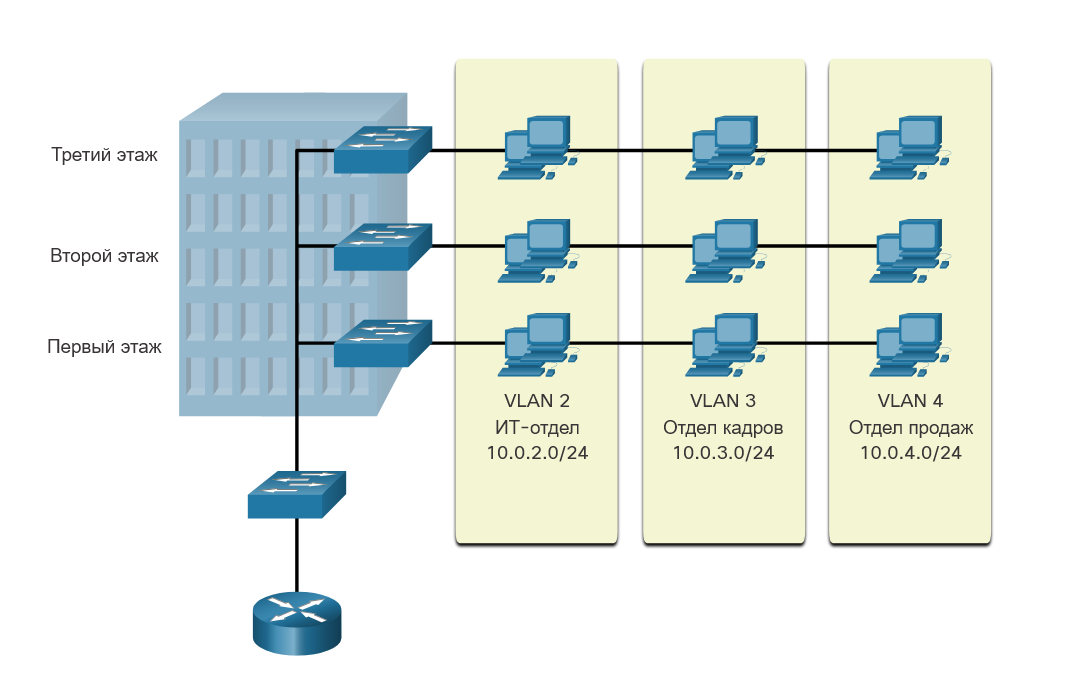 Третий этаж
Второй этаж
Первый этаж
VLAN 2
ИТ-отдел
10.0.2.0/24
VLAN 3
Отдел кадров
10.0.3.0/24
VLAN 4
Отдел продаж
10.0.4.0/24